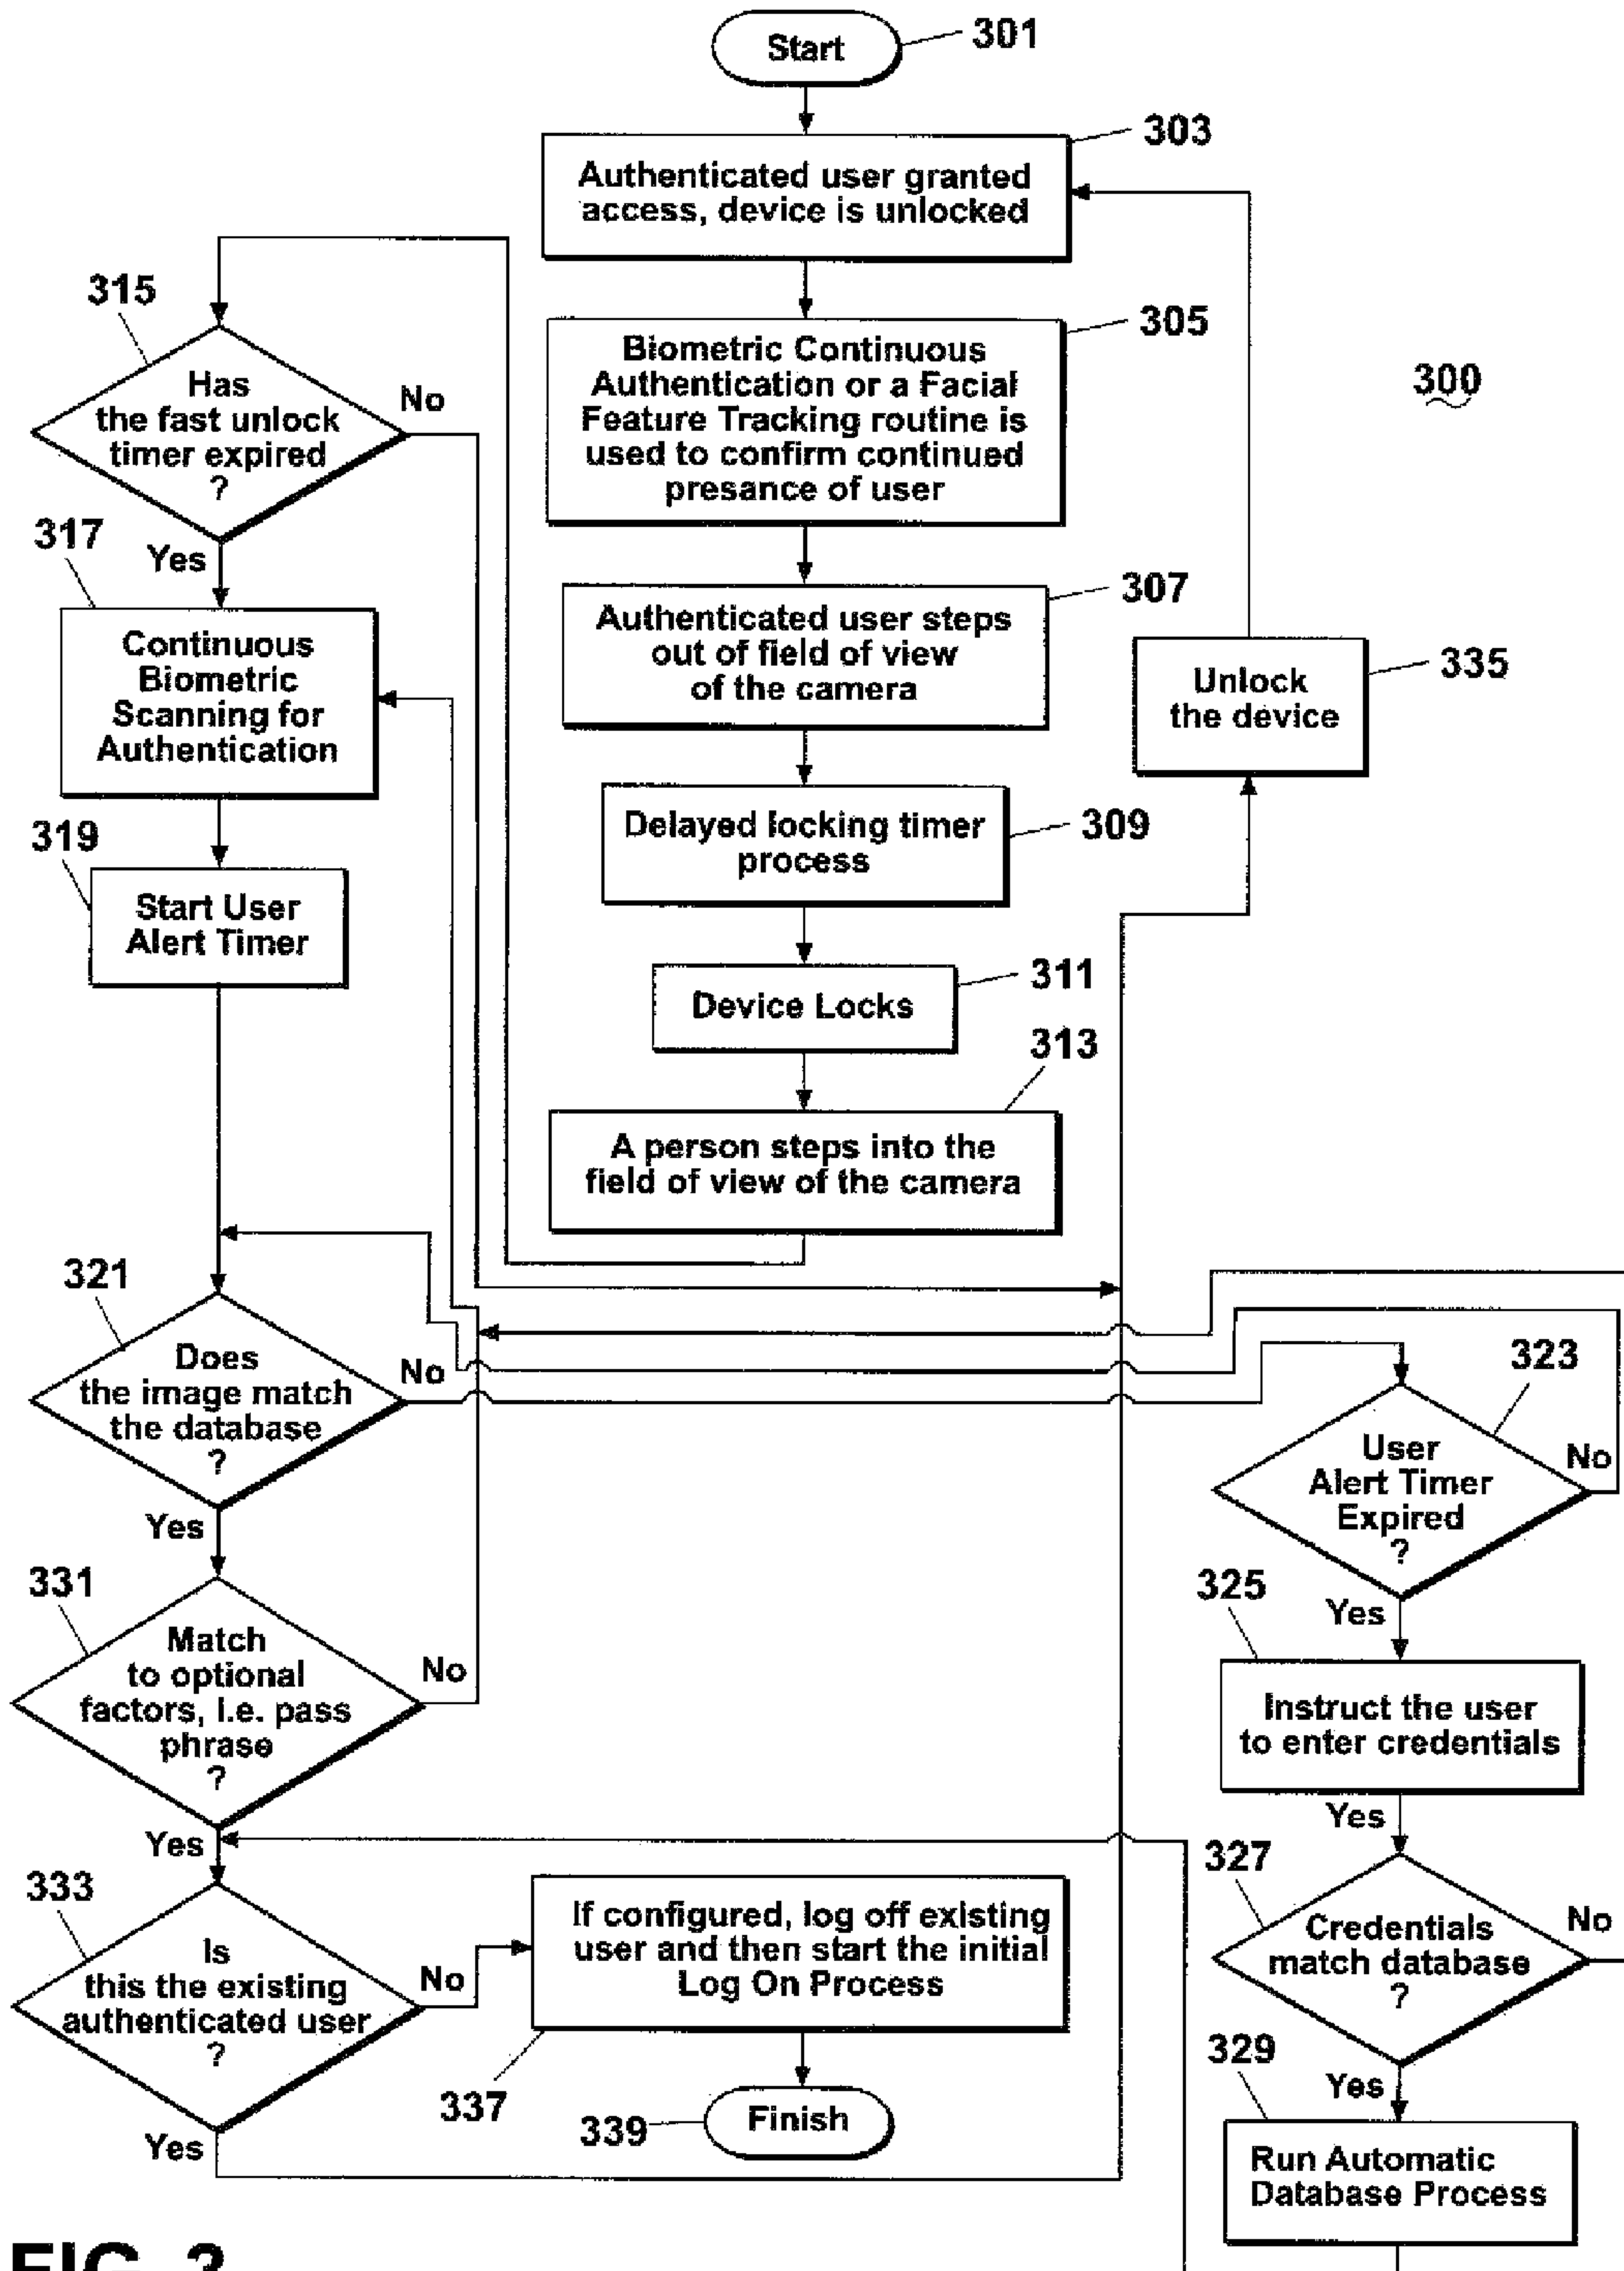 Start
301
303
Authenticated user granted
access, device is unlocked
315
305
Biometric Continuous
Authentication or a Facial
Feature Tracking routine is
used to confirm continued
presance of user
300
Has
the fast unlock
timer expired
?
No
Yes
317
307
Authenticated user steps
out of field of view
of the camera
Continuous
Biometric
Scanning for
Authentication
335
Unlock
the device
319
Delayed locking timer
process
309
Start User
Alert Timer
311
Device Locks
313
A person steps into the
field of view of the camera
321
Does
the image match
the database
?
No
Yes
323
User
Alert Timer
Expired
?
No
Yes
331
Match
to optional
factors, i.e. pass
phrase
?
No
Yes
325
Instruct the user
to enter credentials
Yes
333
Is
this the existing
authenticated user
?
No
Yes
If configured, log off existing
user and then start the initial
Log On Process
337
339
Finish
327
Credentials
match database
?
No
Yes
329
Run Automatic
Database Process
FIG.